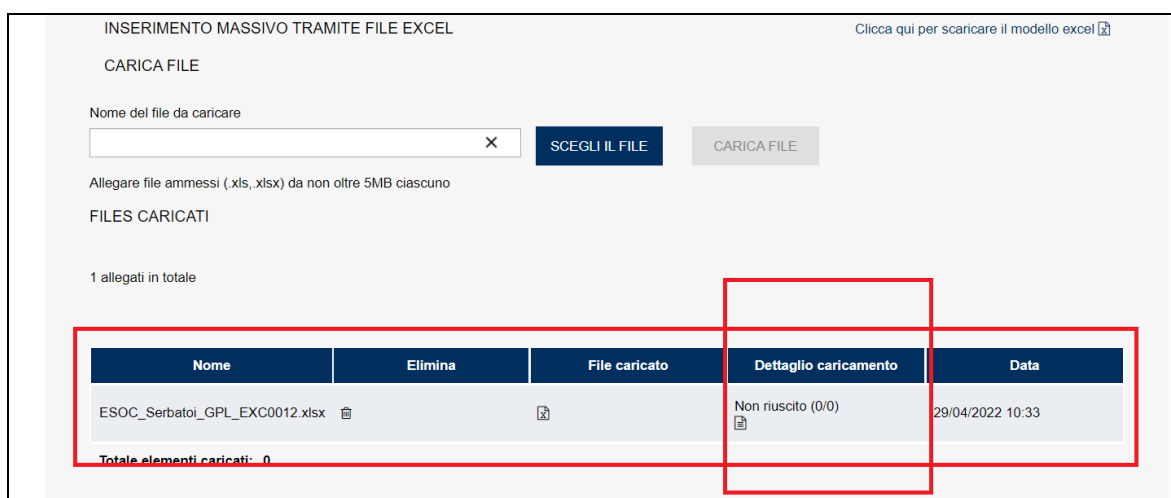 INSERIMENTO MASSIVO TRAMITE FILE EXCEL
Clicca qui per scaricare il modello excel
CARICA FILE
Nome del file da caricare
SCEGLI IL FILE
CARICA FILE
Allegare file ammessi (.xls,.xlsx) da non oltre 5MB ciascuno
FILES CARICATI
1 allegati in totale
Nome Elimina File caricato Dettaglio caricamento Data
ESOC_Serbatoi_GPL_EXC0012.xlsx Non riuscito (0/0) 29/04/2022 10:33
Totale elementi caricati: 0